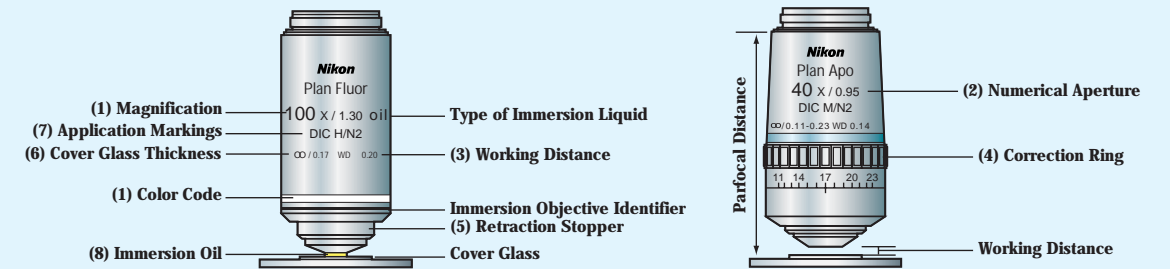 Nikon
Plan Fluor
(1) Magnification
100 X / 1.30 oil
Type of Immersion Liquid
(7) Application Markings
DIC H/N2
(6) Cover Glass Thickness
∞ / 0.17 WD 0.20
(3) Working Distance
(1) Color Code
Immersion Objective Identifier
(5) Retraction Stopper
(8) Immersion Oil
Cover Glass
Parfocal Distance
Nikon
Plan Apo
40 X / 0.95
(2) Numerical Aperture
DIC M/N2
∞/0.11-0.23 WD 0.14
(4) Correction Ring
11 14 17 20 23
Working Distance